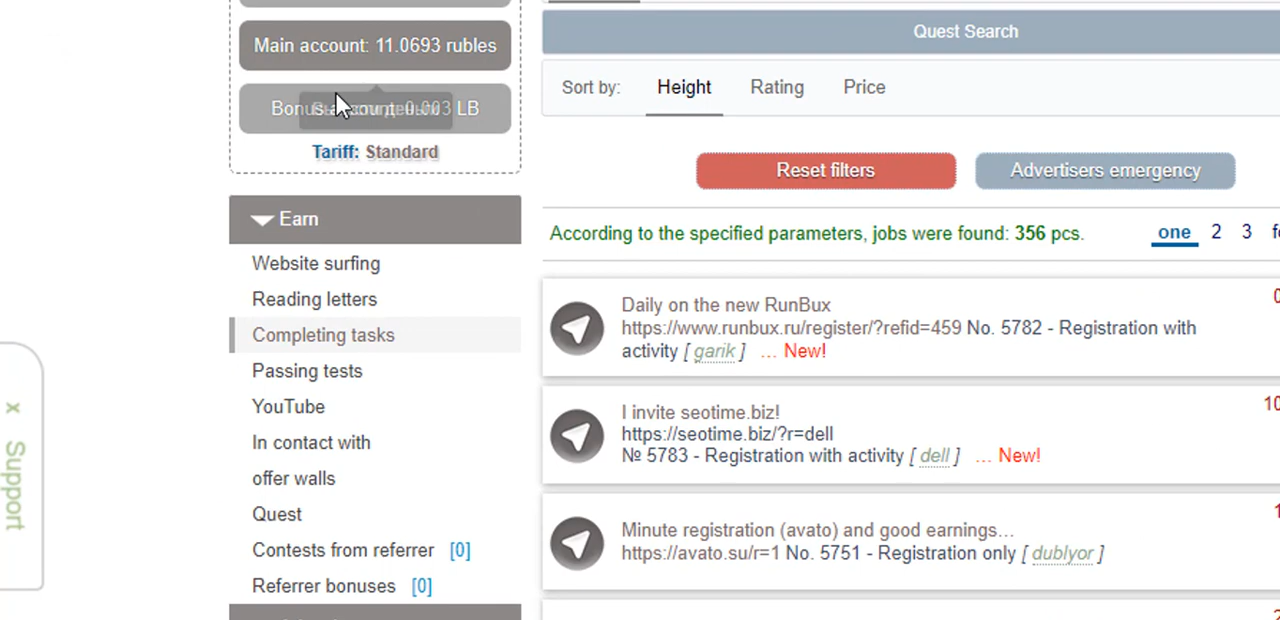 Main account: 11.0693 rubles
Bonus account: 0.003 LB
Tariff: Standard
Earn
Website surfing
Reading letters
Completing tasks
Passing tests
YouTube
In contact with
offer walls
Quest
Contests from referrer [0]
Referrer bonuses [0]
x Support
Quest Search
Sort by: Height Rating Price
Reset filters Advertisers emergency
According to the specified parameters, jobs were found: 356 pcs. one 2 3
Daily on the new RunBux
https://www.runbux.ru/register/?refid=459 No. 5782 - Registration with
activity [ garik ] ... New!
I invite seotime.biz!
https://seotime.biz/?r=dell
№ 5783 - Registration with activity [ dell ] ... New!
Minute registration (avato) and good earnings...
https://avato.su/r=1 No. 5751 - Registration only [ dublyor ]